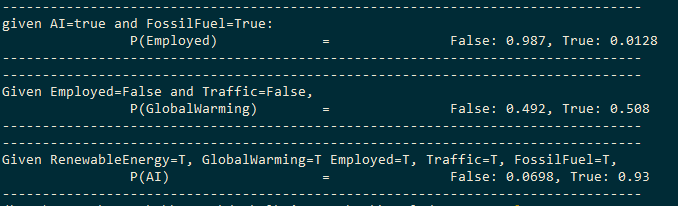 given AI=true and FossilFuel=True:
P(Employed) = False: 0.987, True: 0.0128
Given Employed=False and Traffic=False,
P(GlobalWarming) = False: 0.492, True: 0.508
Given RenewableEnergy=T, GlobalWarming=T Employed=T, Traffic=T, FossilFuel=T,
P(AI) = False: 0.0698, True: 0.93